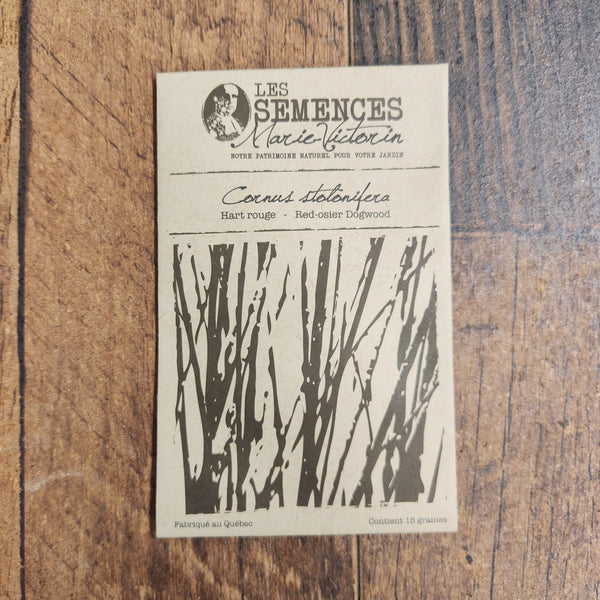 LES
SEMENCES
Marie-Victorin
NOTRE PATRIMOINE NATUREL POUR VOTRE JARDIN
Cornus stolonifera
Hart rouge - Red-osier Dogwood
Fabriqué au Québec
Contient 15 graines